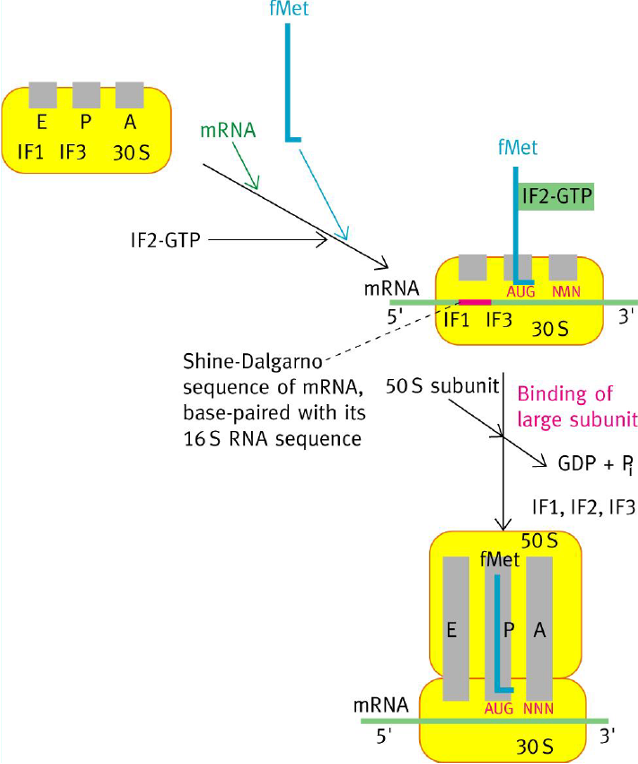 fMet
E P A
IF1 IF3 30 S
mRNA
IF2-GTP
fMet
IF2-GTP
mRNA
AUG NNN
5' 3'
IF1 IF3
30 S
Shine-Dalgarno
sequence of mRNA,
base-paired with its
16 S RNA sequence
50 S subunit
Binding of
large subunit
GDP + Pi
IF1, IF2, IF3
50 S
fMet
E P A
mRNA
AUG NNN
5' 3'
30 S